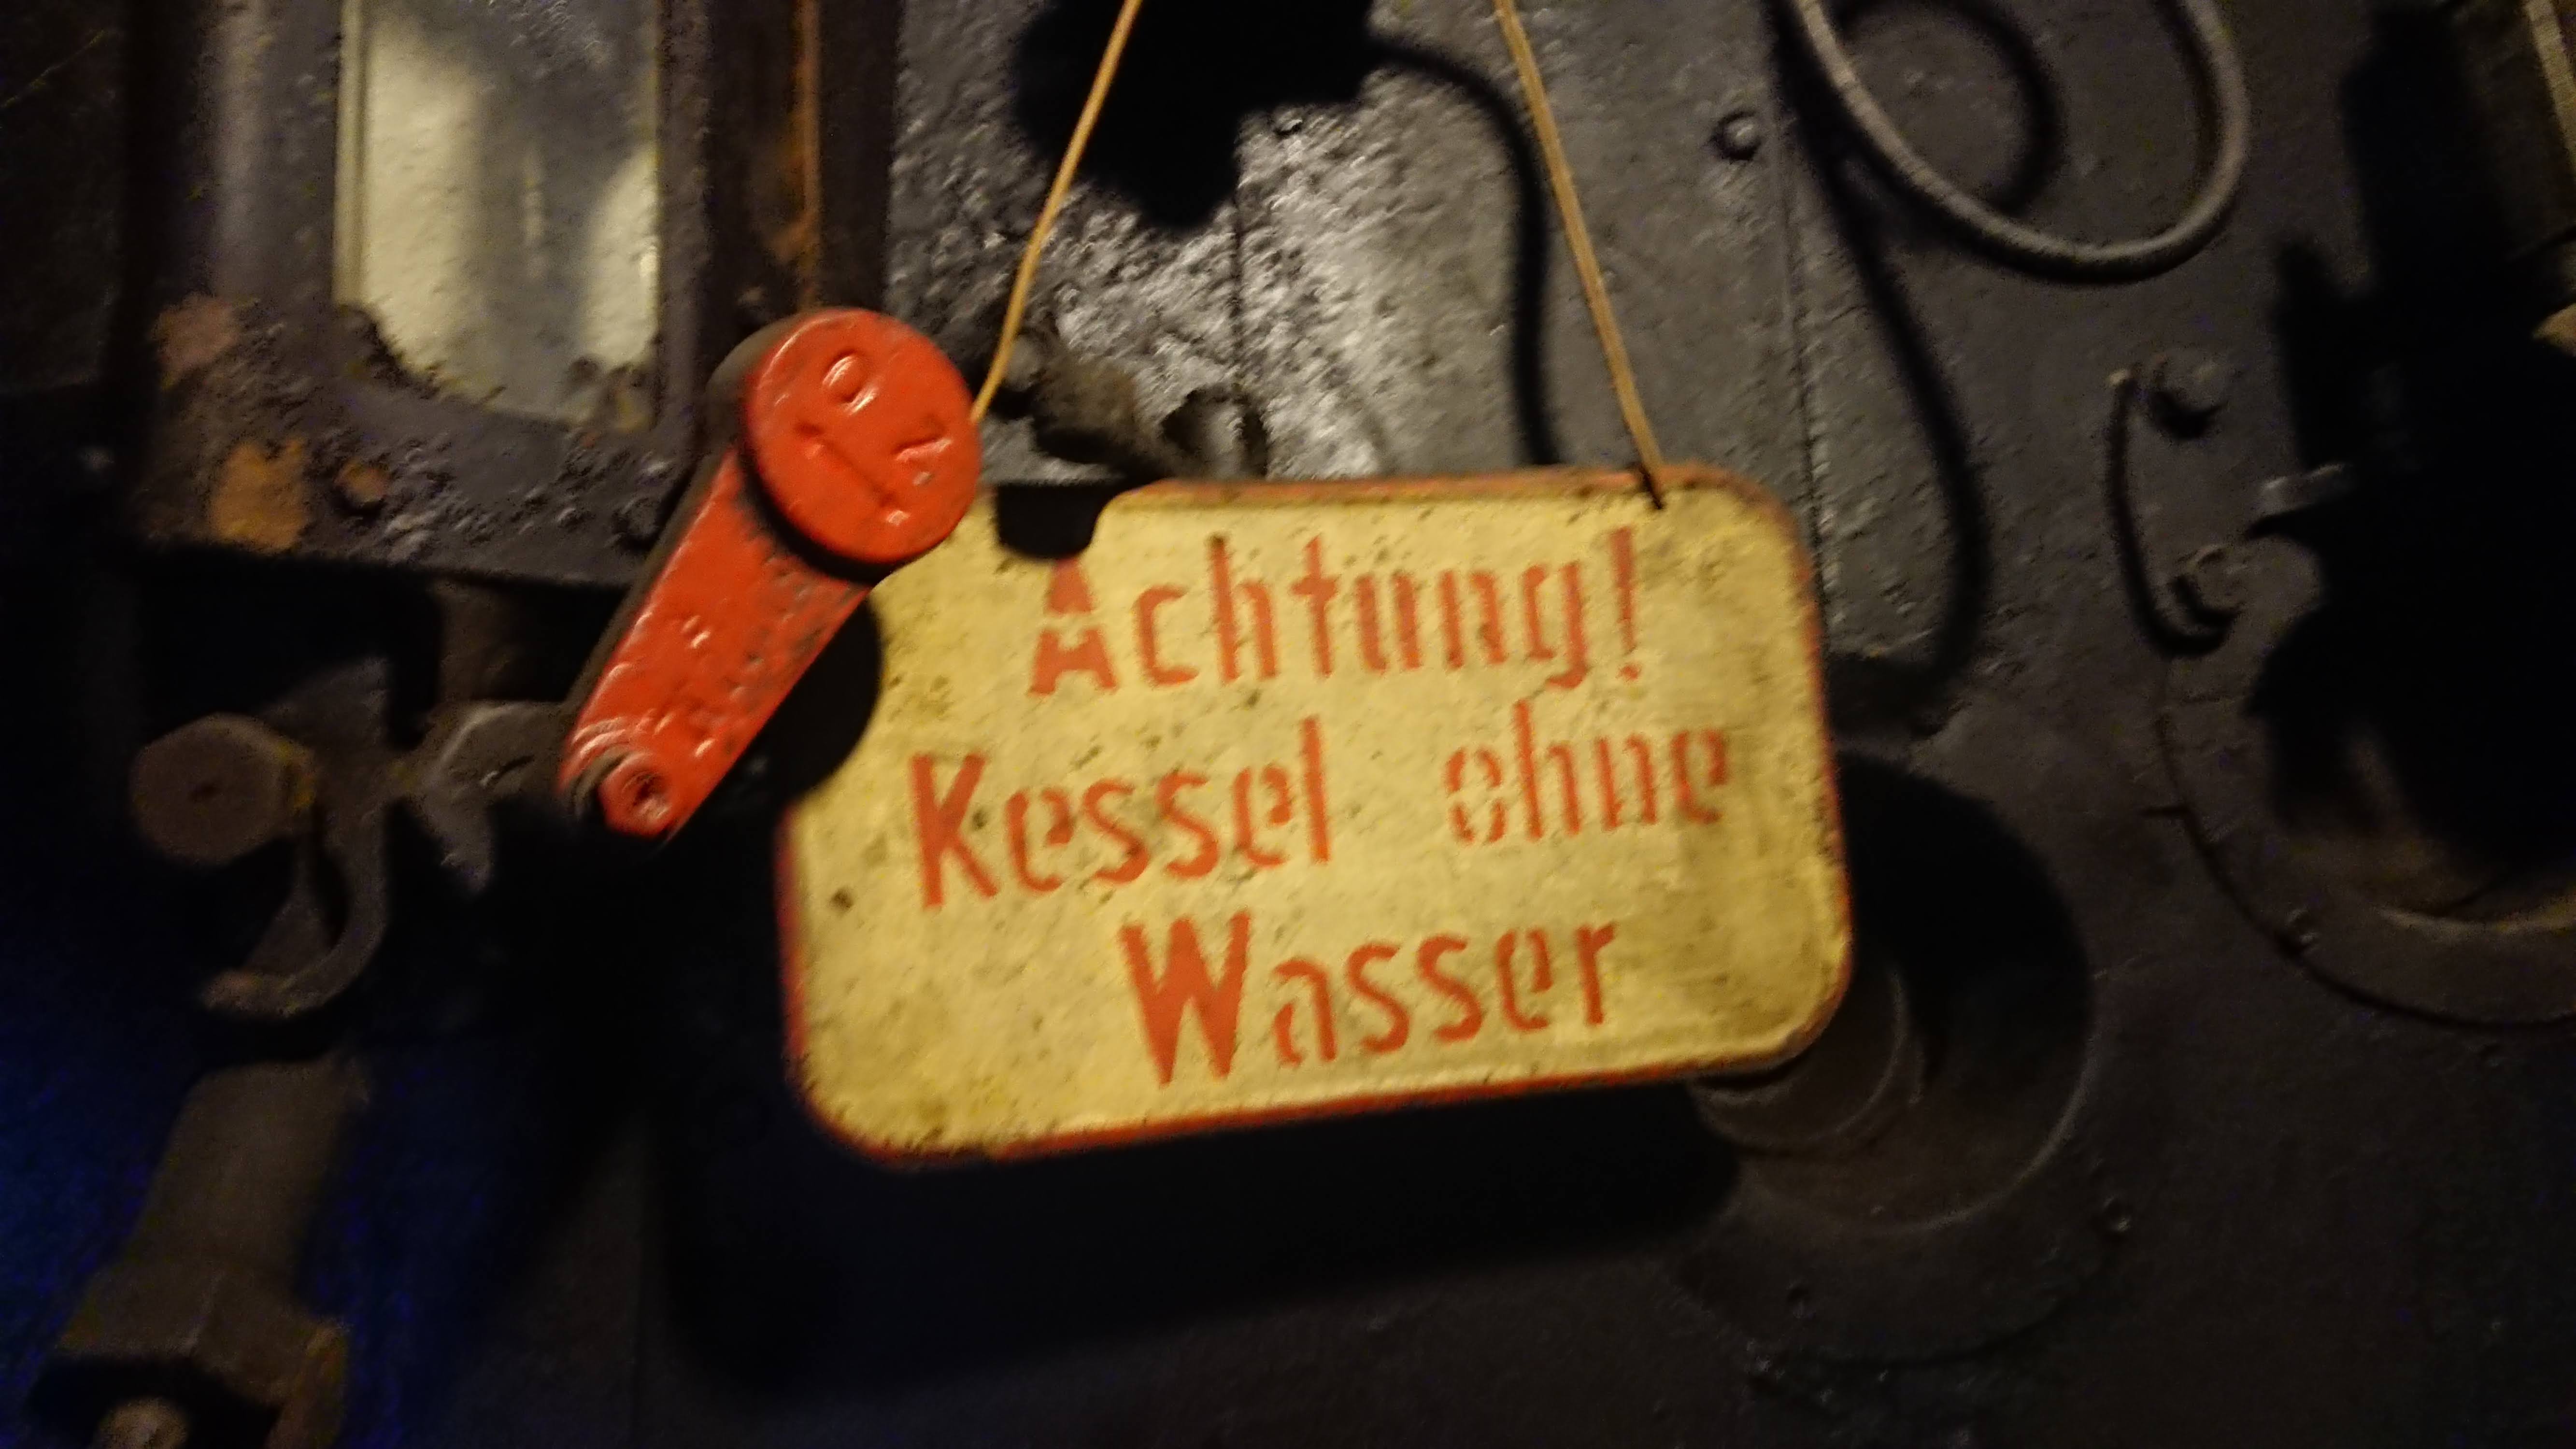 Achtung!
Kessel ohne
Wasser